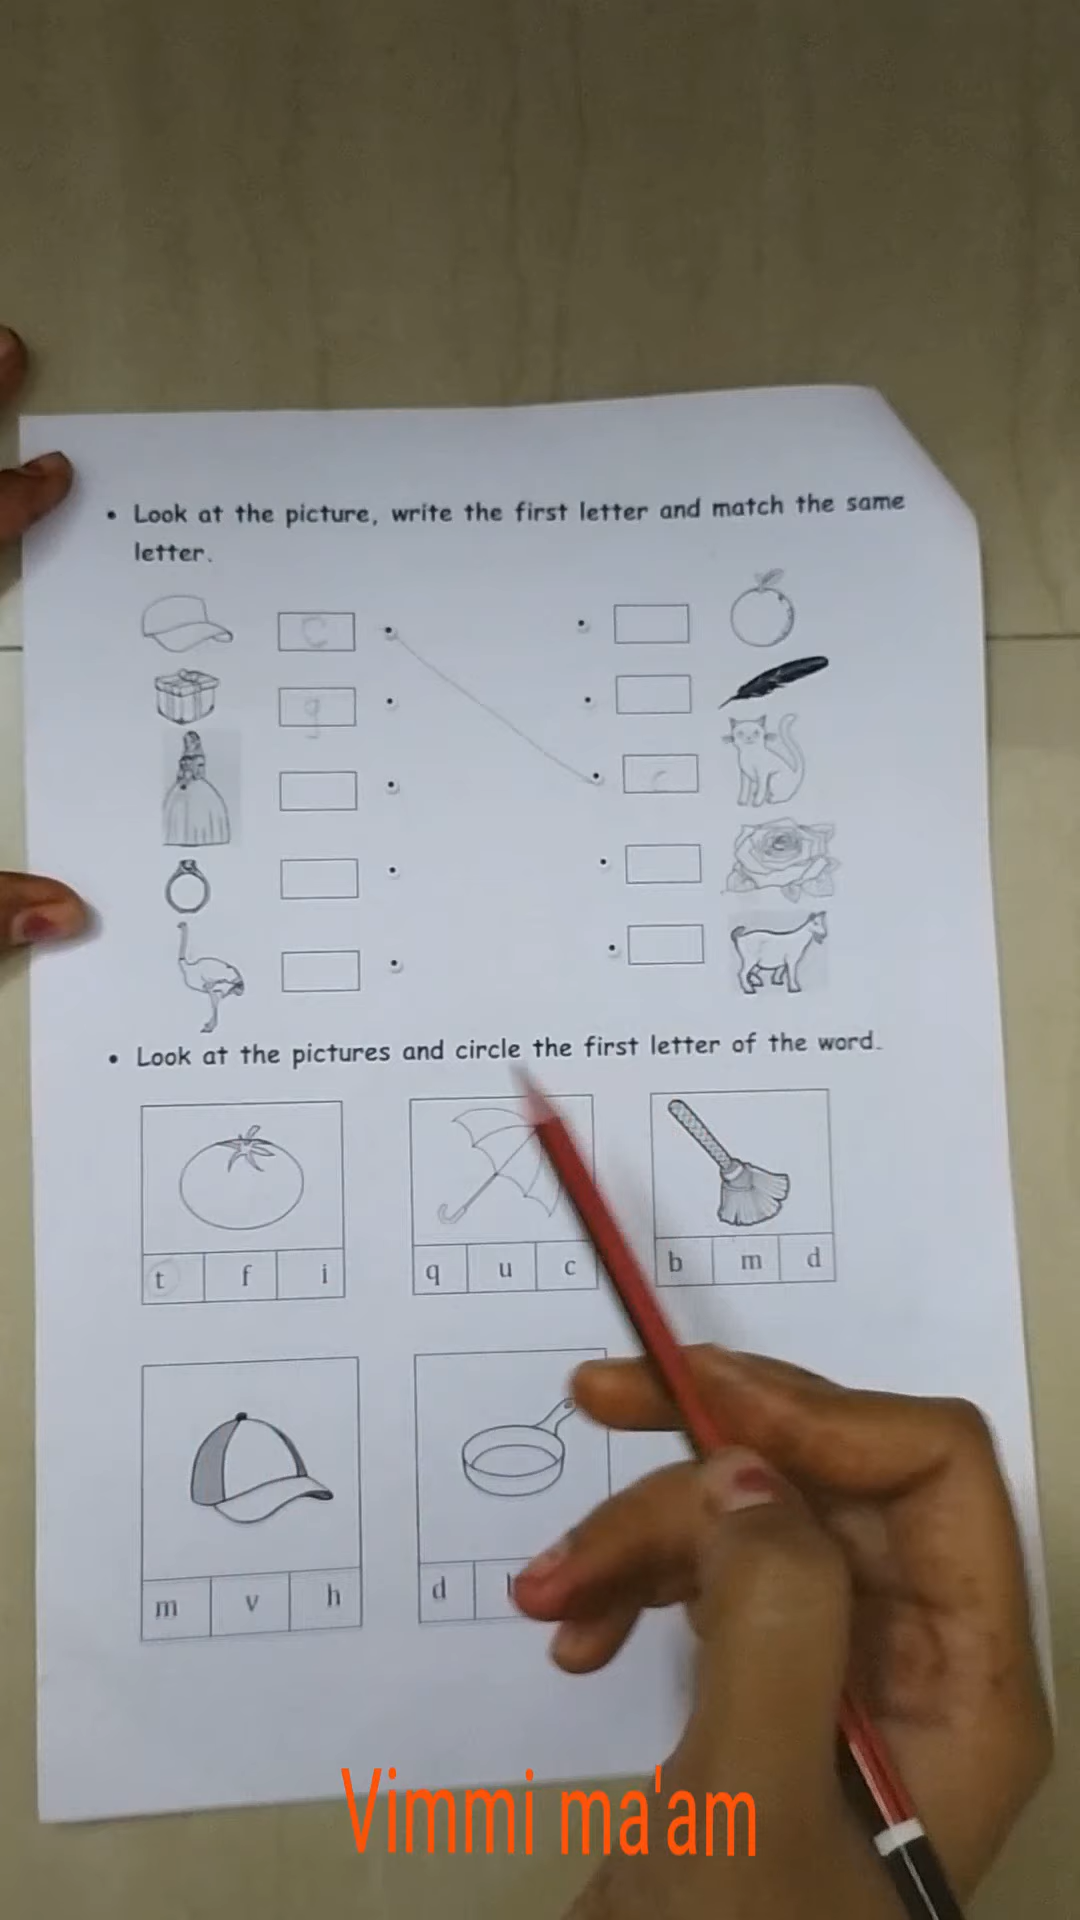 • Look at the picture, write the first letter and match the same
letter.
c
g
c
• Look at the pictures and circle the first letter of the word.
t f i
q u c
b m d
m v h
d
Vimmi ma'am